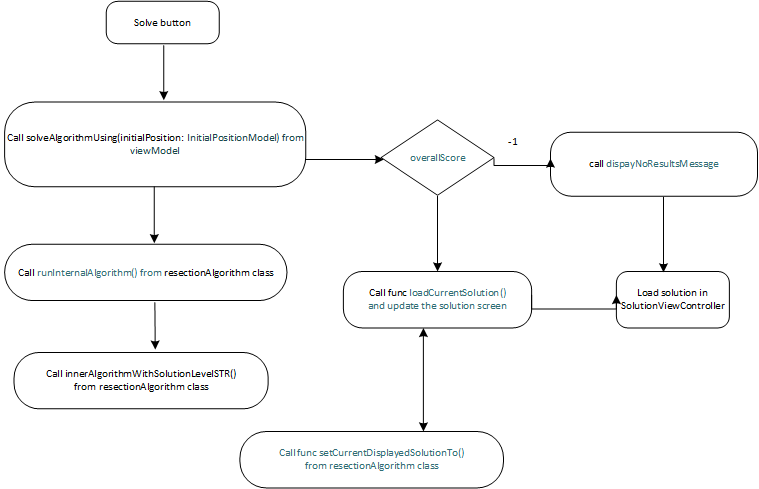 Solve button
Call solveAlgorithmUsing(initialPosition: InitialPositionModel) from
viewModel
overallScore
-1
call dispayNoResultsMessage
Call runInternalAlgorithm() from resectionAlgorithm class
Call func loadCurrentSolution()
and update the solution screen
Load solution in
SolutionViewController
Call innerAlgorithmWithSolutionLevelSTR()
from resectionAlgorithm class
Call func setCurrentDisplayedSolutionTo()
from resectionAlgorithm class